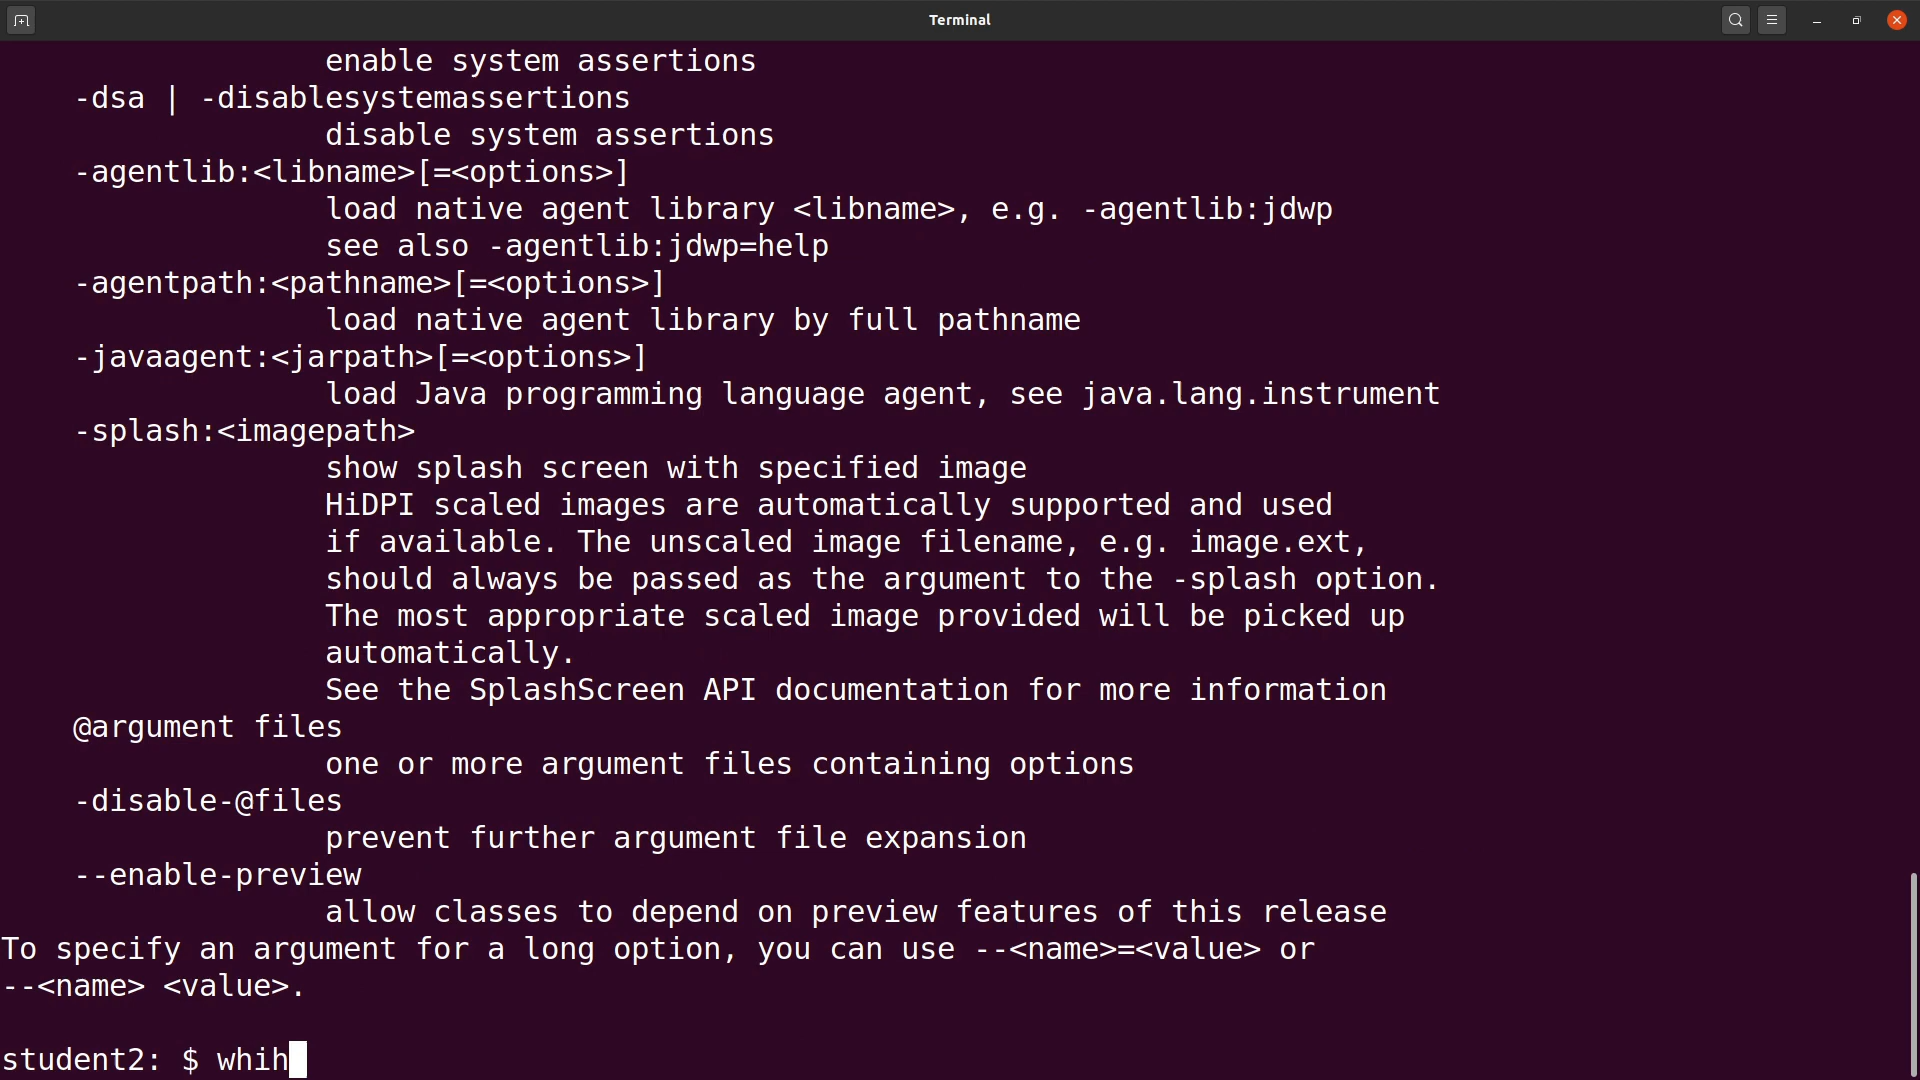 Terminal
enable system assertions
-dsa | -disablesystemassertions
disable system assertions
-agentlib:<libname>[=<options>]
load native agent library <libname>, e.g. -agentlib:jdwp
see also -agentlib:jdwp=help
-agentpath:<pathname>[=<options>]
load native agent library by full pathname
-javaagent:<jarpath>[=<options>]
load Java programming language agent, see java.lang.instrument
-splash:<imagepath>
show splash screen with specified image
HiDPI scaled images are automatically supported and used
if available. The unscaled image filename, e.g. image.ext,
should always be passed as the argument to the -splash option.
The most appropriate scaled image provided will be picked up
automatically.
See the SplashScreen API documentation for more information
@argument files
one or more argument files containing options
-disable-@files
prevent further argument file expansion
--enable-preview
allow classes to depend on preview features of this release
To specify an argument for a long option, you can use --<name>=<value> or
--<name> <value>.
student2: $ whih